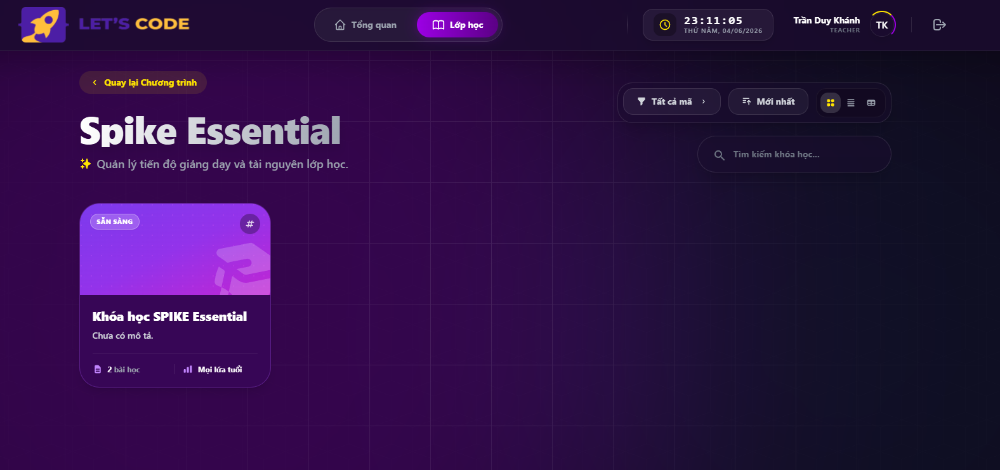 LET'S CODE
Tổng quan
Lớp học
23:11:05
THỨ NĂM, 04/06/2026
Trần Duy Khánh
TEACHER
TK
Quay lại Chương trình
Tất cả mã
Mới nhất
Spike Essential
Quản lý tiến độ giảng dạy và tài nguyên lớp học.
Tìm kiếm khóa học...
SẴN SÀNG
#
Khóa học SPIKE Essential
Chưa có mô tả.
2 bài học
Mọi lứa tuổi